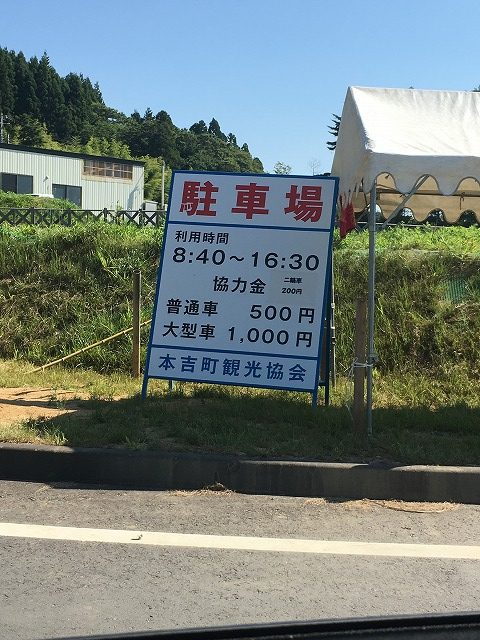 駐車場
利用時間
8:40～16:30
協力金 二輪車 200円
普通車 500円
大型車 1,000円
本吉町観光協会